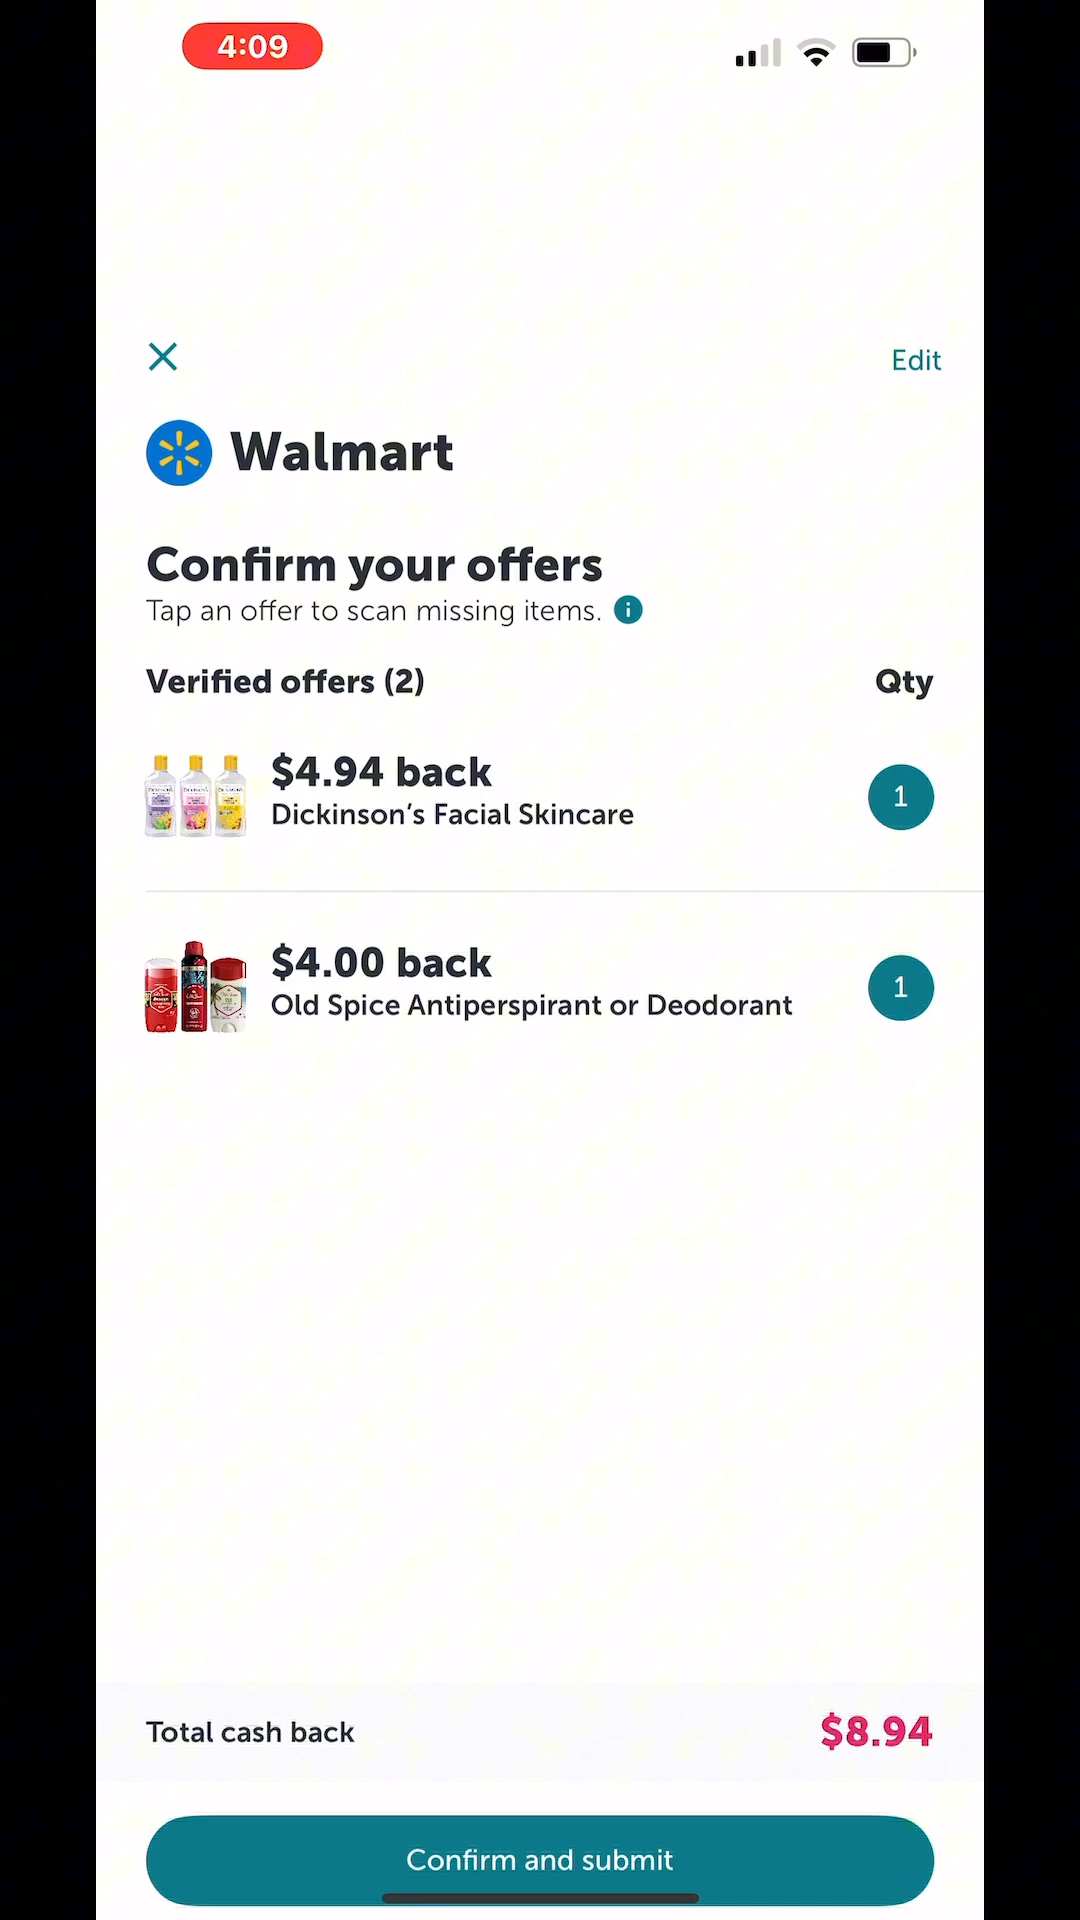 4:09
Edit
Walmart
Confirm your offers
Tap an offer to scan missing items. i
Verified offers (2) Qty
$4.94 back
Dickinson's Facial Skincare
1
$4.00 back
Old Spice Antiperspirant or Deodorant
1
Total cash back $8.94
Confirm and submit